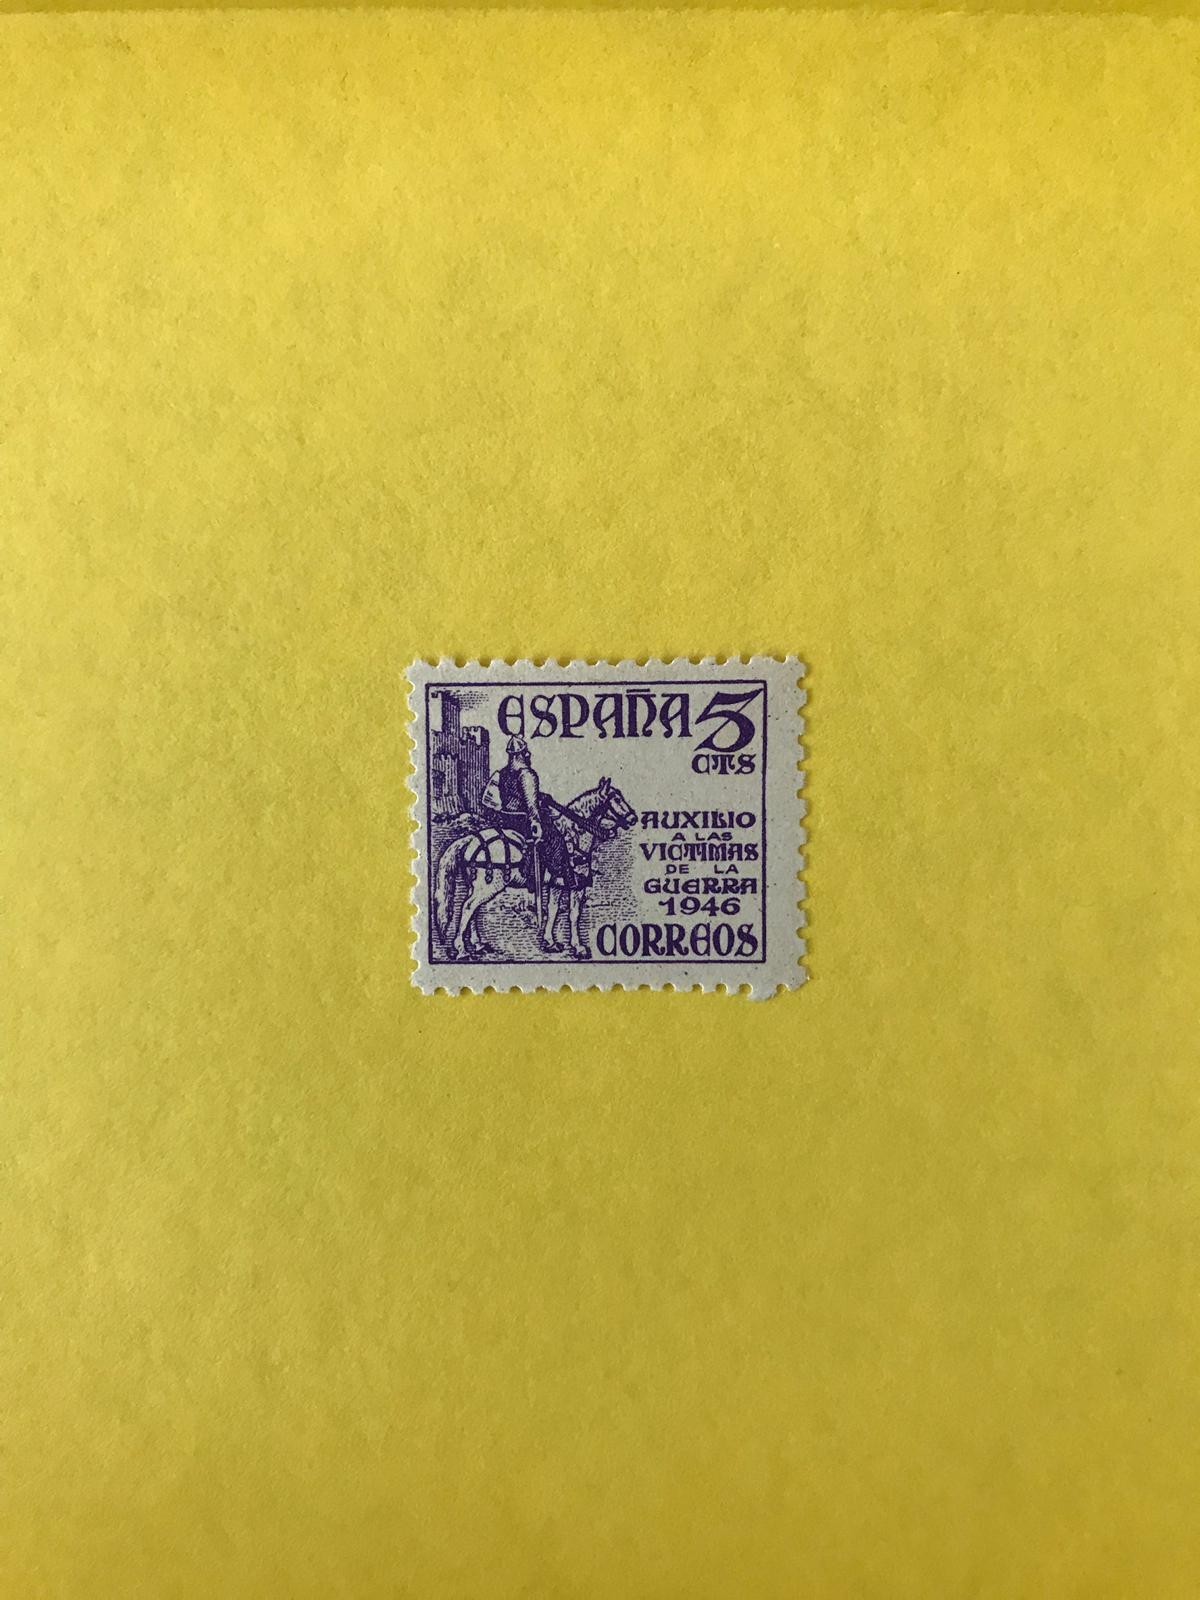 ESPAÑA 5
CTS
AUXILIO
A LAS
VICTIMAS
DE LA
GUERRA
1946
CORREOS